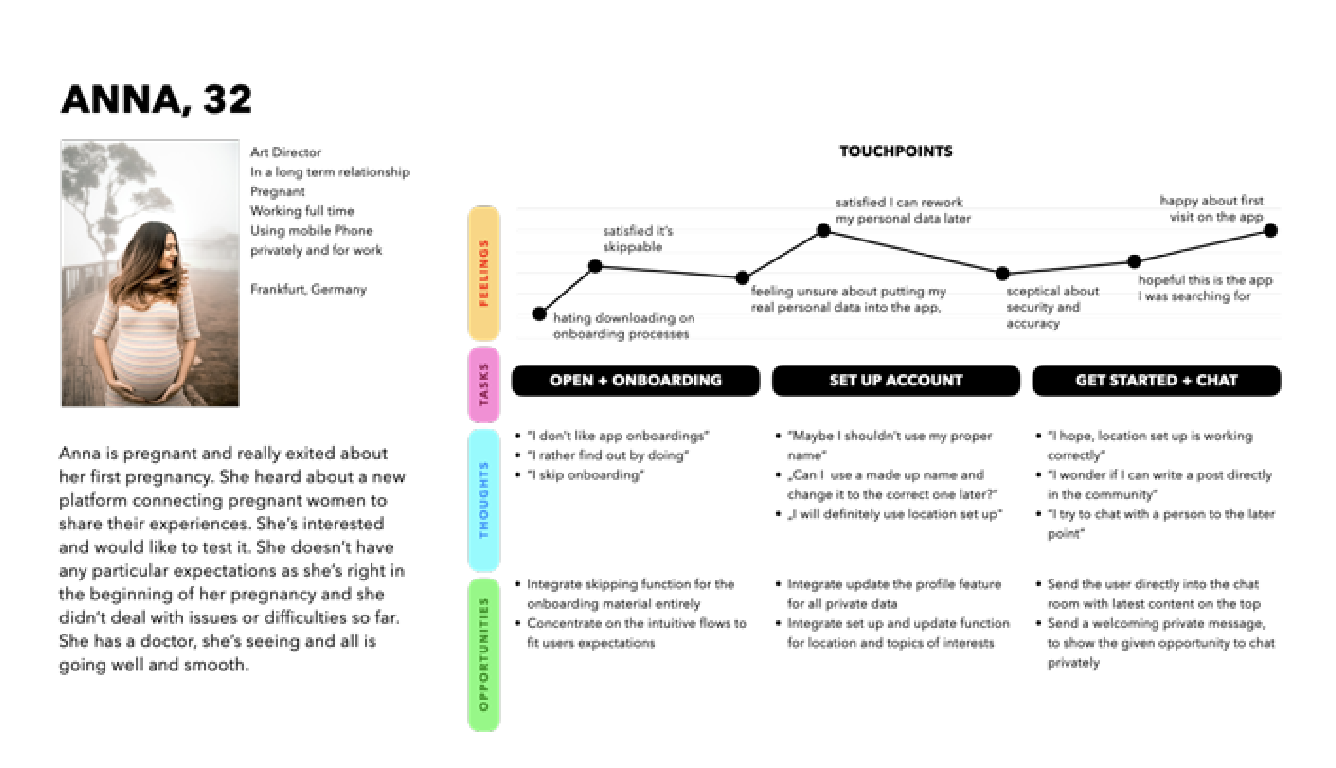 ANNA, 32
Art Director
In a long term relationship
Pregnant
Working full time
Using mobile Phone
privately and for work
Frankfurt, Germany
Anna is pregnant and really exited about
her first pregnancy. She heard about a new
platform connecting pregnant women to
share their experiences. She's interested
and would like to test it. She doesn't have
any particular expectations as she's right in
the beginning of her pregnancy and she
didn't deal with issues or difficulties so far.
She has a doctor, she's seeing and all is
going well and smooth.
TOUCHPOINTS
FEELINGS
hating downloading on
onboarding processes
satisfied it's
skippable
feeling unsure about putting my
real personal data into the app,
satisfied I can rework
my personal data later
sceptical about
security and
accuracy
hopeful this is the app
I was searching for
happy about first
visit on the app
TASKS
OPEN + ONBOARDING
SET UP ACCOUNT
GET STARTED + CHAT
THOUGHTS
• "I don't like app onboardings"
• "I rather find out by doing"
• "I skip onboarding"
• "Maybe I shouldn't use my proper
name"
• „Can I use a made up name and
change it to the correct one later?"
• „I will definitely use location set up"
• "I hope, location set up is working
correctly"
• "I wonder if I can write a post directly
in the community"
• "I try to chat with a person to the later
point"
OPPORTUNITIES
• Integrate skipping function for the
onboarding material entirely
• Concentrate on the intuitive flows to
fit users expectations
• Integrate update the profile feature
for all private data
• Integrate set up and update function
for location and topics of interests
• Send the user directly into the chat
room with latest content on the top
• Send a welcoming private message,
to show the given opportunity to chat
privately